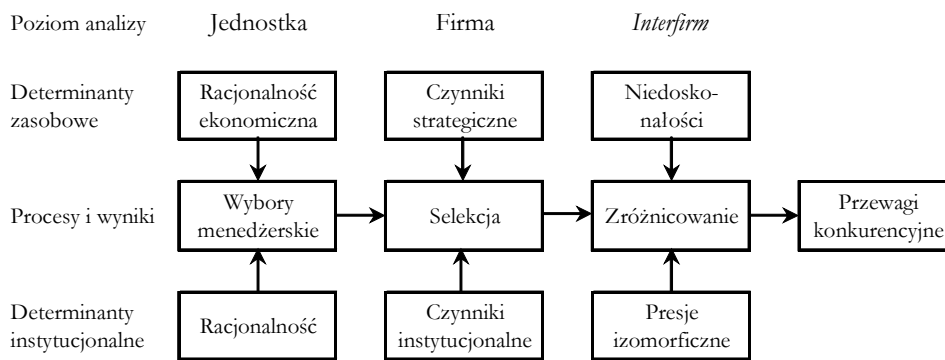 Poziom analizy Jednostka Firma Interfirm
Determinanty
zasobowe
Racjonalność
ekonomiczna
Czynniki
strategiczne
Niedosko-
nałości
Procesy i wyniki
Wybory
menedżerskie
Selekcja
Zróżnicowanie
Przewagi
konkurencyjne
Determinanty
instytucjonalne
Racjonalność
Czynniki
instytucjonalne
Presje
izomorficzne